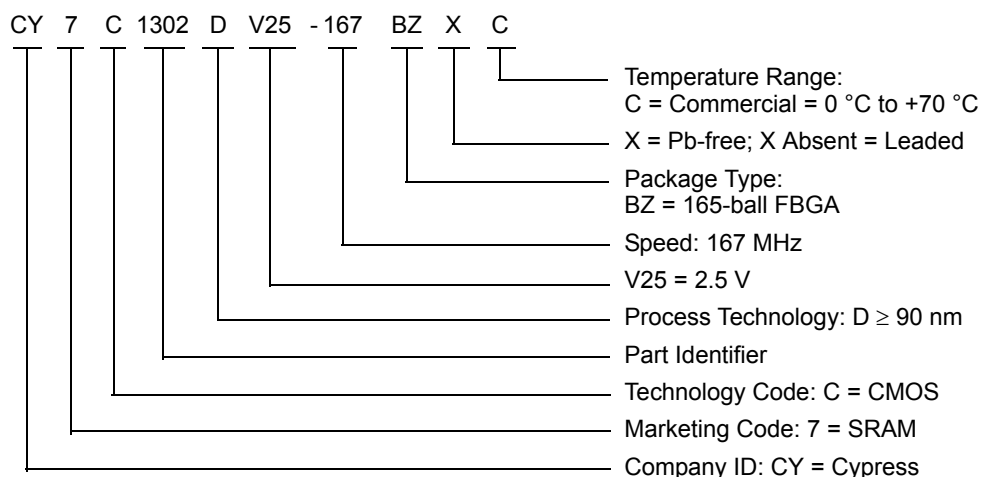 CY 7 C 1302 D V25 - 167 BZ X C
Temperature Range:
C = Commercial = 0 °C to +70 °C
X = Pb-free; X Absent = Leaded
Package Type:
BZ = 165-ball FBGA
Speed: 167 MHz
V25 = 2.5 V
Process Technology: D ≥ 90 nm
Part Identifier
Technology Code: C = CMOS
Marketing Code: 7 = SRAM
Company ID: CY = Cypress